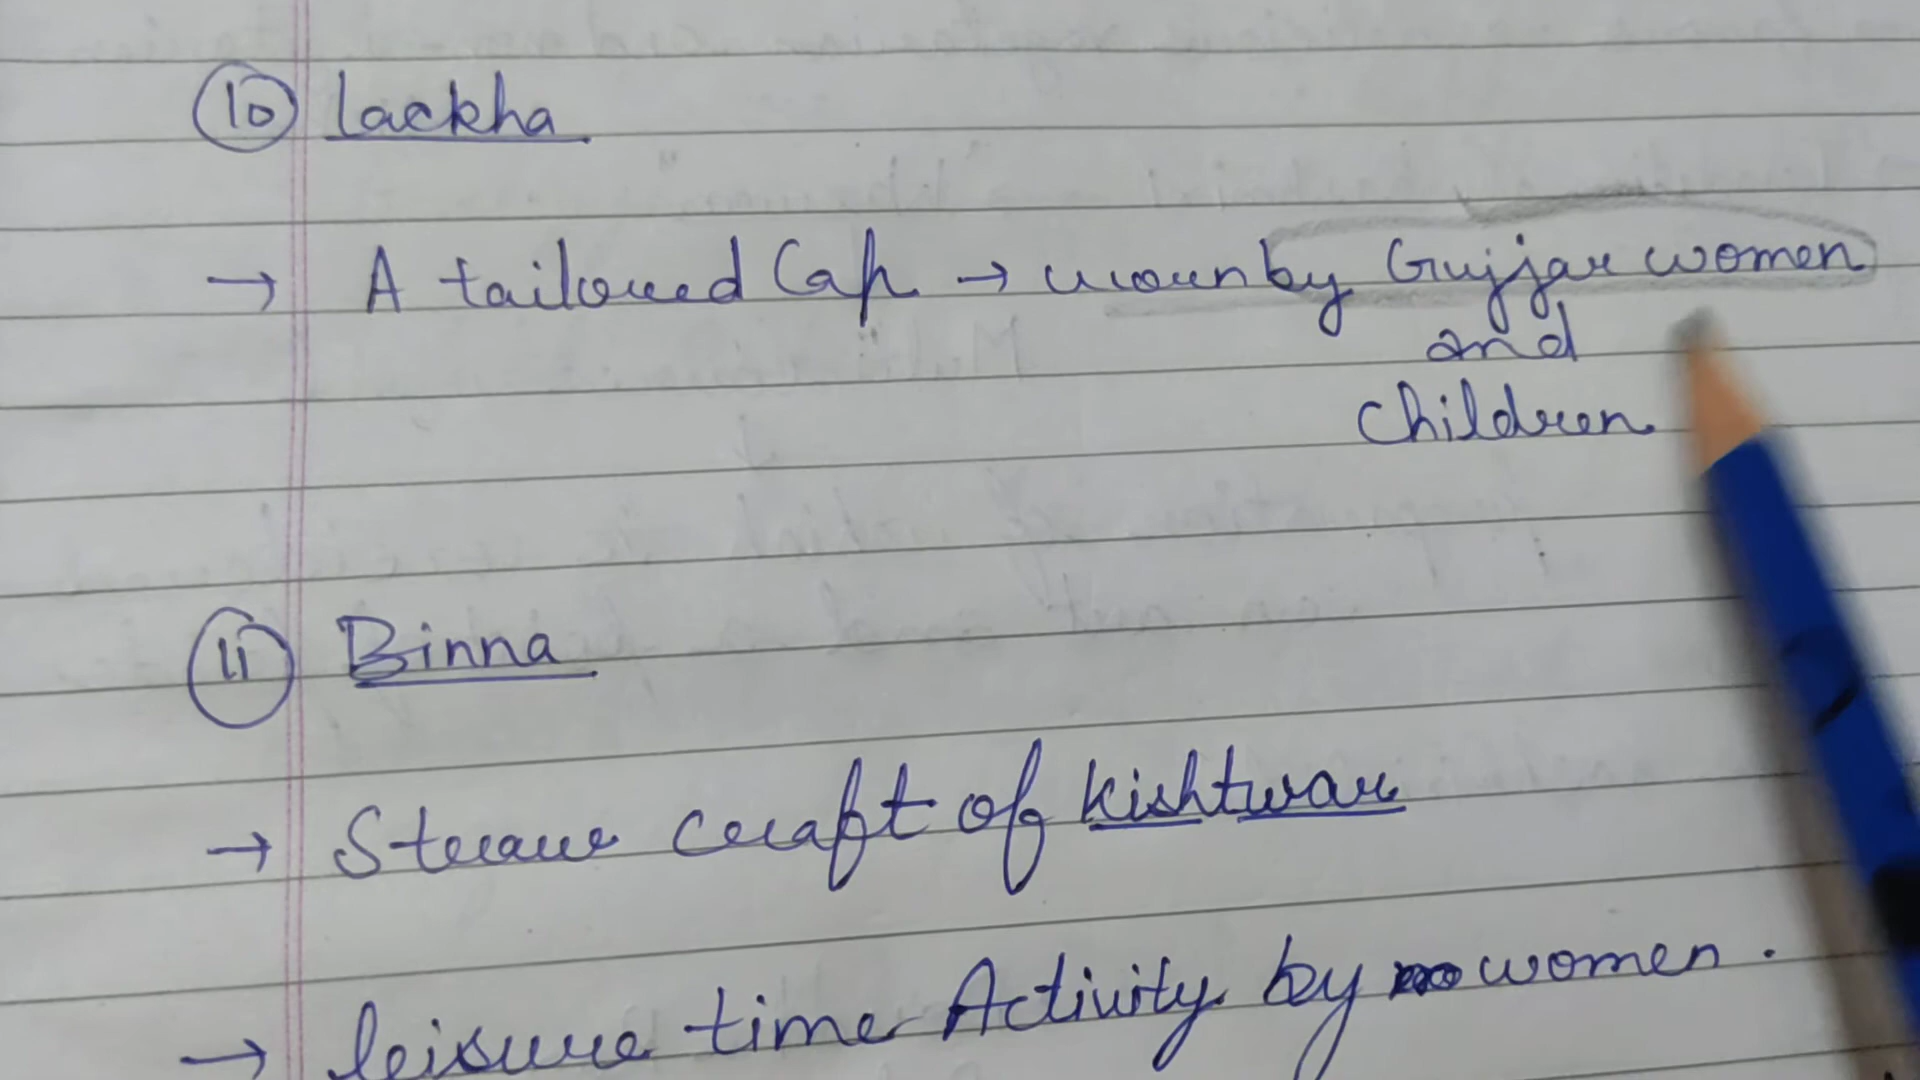 10 Lackha
→ A tailored Cap → worn by Gujjar women
and
children.
11 Binna
→ Straw craft of Kishtwar
→ leisure time Activity by women.